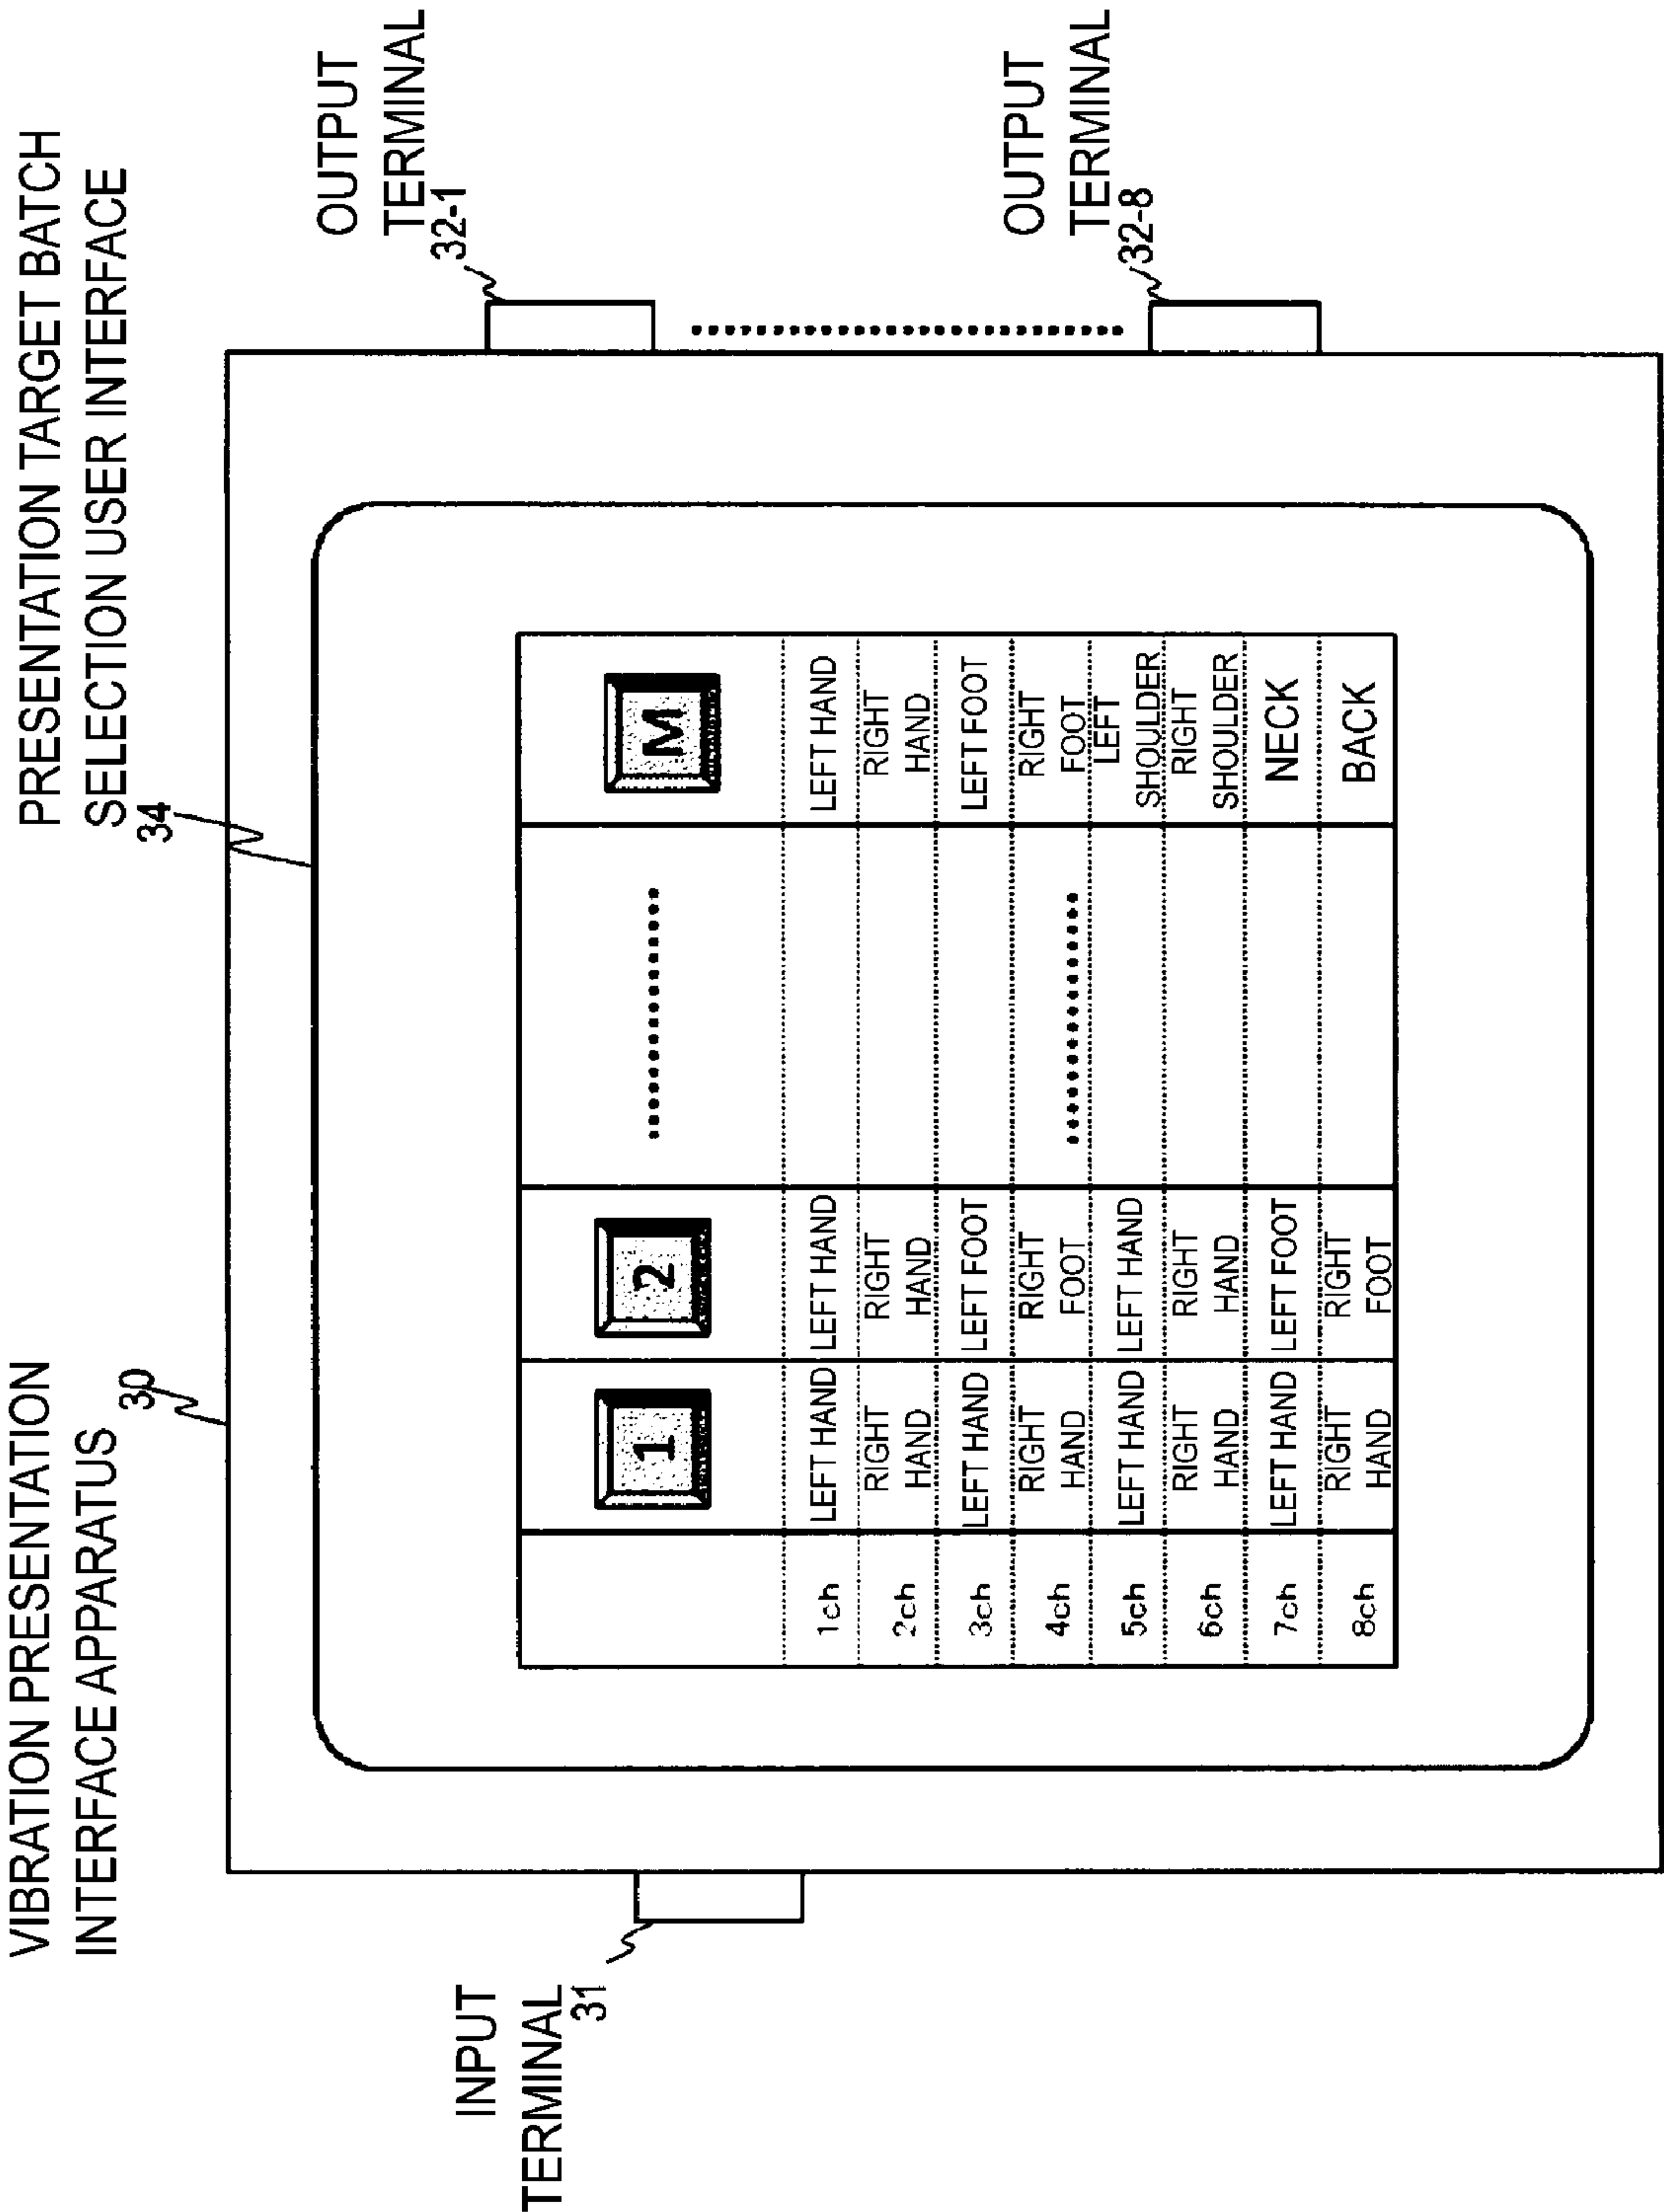 VIBRATION PRESENTATION
INTERFACE APPARATUS
30
PRESENTATION TARGET BATCH
SELECTION USER INTERFACE
34
INPUT
TERMINAL
31
OUTPUT
TERMINAL
32-1
OUTPUT
TERMINAL
32-8
1 2 M
1ch LEFT HAND LEFT HAND LEFT HAND
2ch RIGHT HAND RIGHT HAND RIGHT HAND
3ch LEFT HAND LEFT FOOT LEFT FOOT
4ch RIGHT HAND RIGHT FOOT RIGHT FOOT
5ch LEFT HAND LEFT HAND LEFT SHOULDER
6ch RIGHT HAND RIGHT HAND RIGHT SHOULDER
7ch LEFT HAND LEFT FOOT NECK
8ch RIGHT HAND RIGHT FOOT BACK